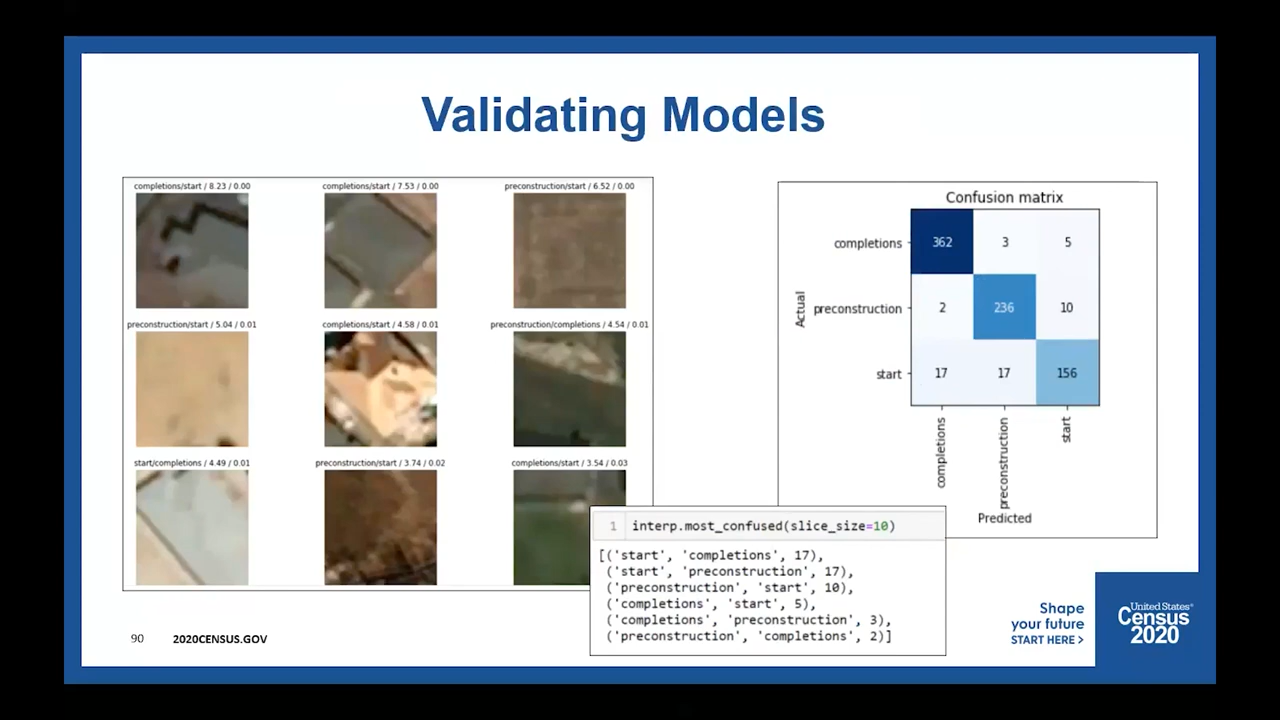 Validating Models
completions/start / 8.23 / 0.00
completions/start / 7.53 / 0.00
preconstruction/start / 6.52 / 0.00
preconstruction/start / 5.04 / 0.01
completions/start / 4.58 / 0.01
preconstruction/completions / 4.54 / 0.01
start/completions / 4.49 / 0.01
preconstruction/start / 3.74 / 0.02
completions/start / 3.54 / 0.03
Confusion matrix
Actual
completions 362 3 5
preconstruction 2 236 10
start 17 17 156
completions
preconstruction
start
Predicted
1 interp.most_confused(slice_size=10)
[('start', 'completions', 17),
('start', 'preconstruction', 17),
('preconstruction', 'start', 10),
('completions', 'start', 5),
('completions', 'preconstruction', 3),
('preconstruction', 'completions', 2)]
90 2020CENSUS.GOV
Shape
your future
START HERE >
United States®
Census
2020